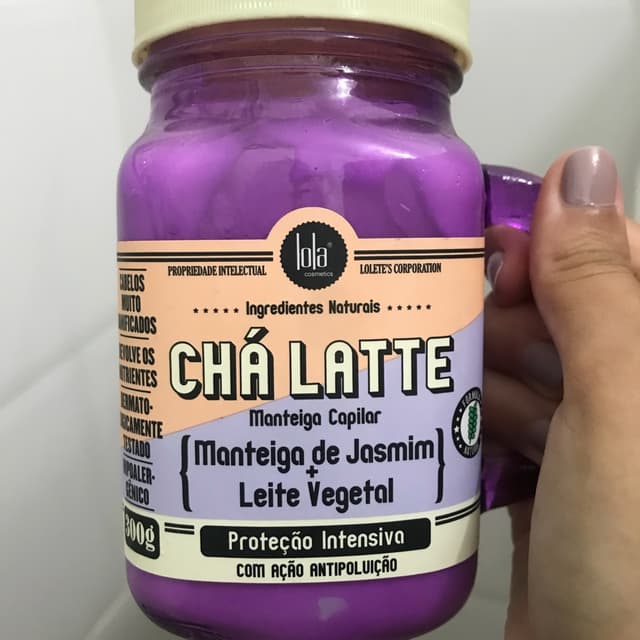 lola
cosmetics
PROPRIEDADE INTELECTUAL
LOLETE'S CORPORATION
Ingredientes Naturais
CHÁ LATTE
Manteiga Capilar
Manteiga de Jasmim
+
Leite Vegetal
Proteção Intensiva
COM AÇÃO ANTIPOLUIÇÃO
MUITO
300g